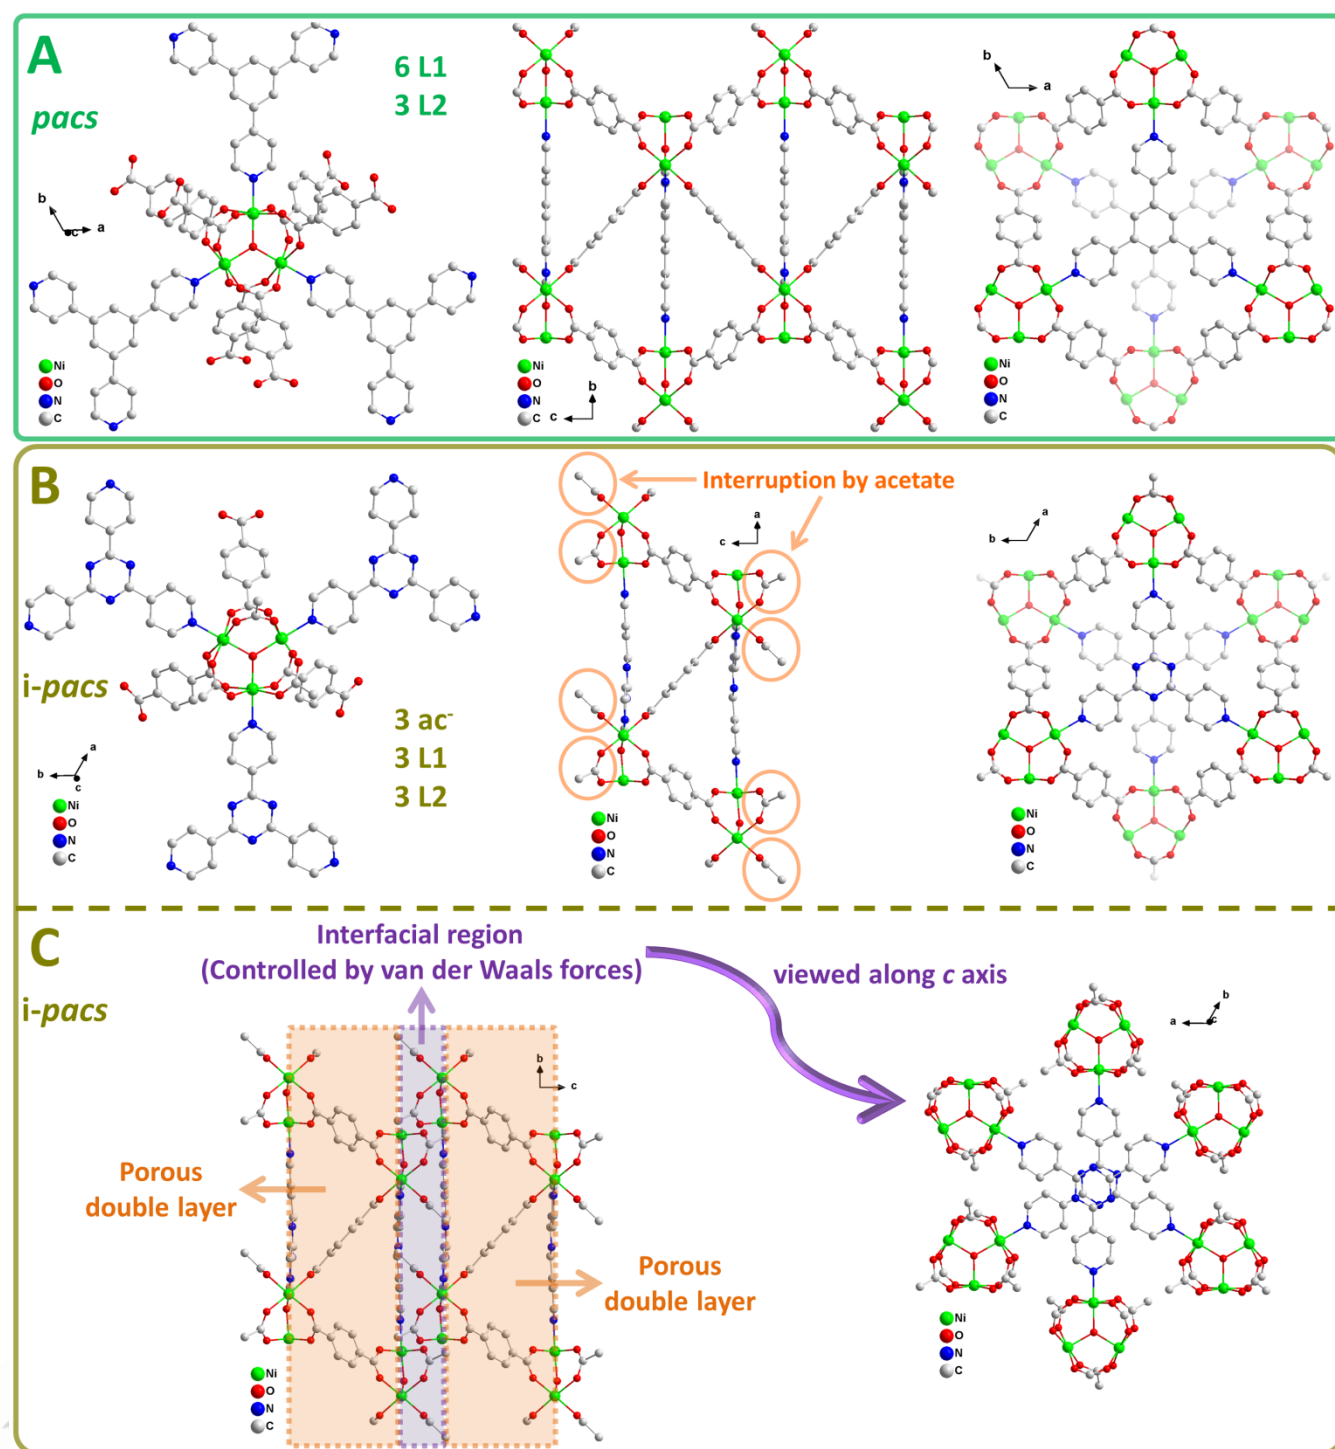 A
pacs
6 L1
3 L2
b
c
a
Ni
O
N
C
b
c
Ni
O
N
C
b
a
Ni
O
N
C
B
i-pacs
3 ac⁻
3 L1
3 L2
a
b
c
Ni
O
N
C
Interruption by acetate
a
c
Ni
O
N
C
a
b
Ni
O
N
C
C
i-pacs
Interfacial region
(Controlled by van der Waals forces)
viewed along c axis
b
c
Porous
double layer
Porous
double layer
Ni
O
N
C
b
a
c
Ni
O
N
C